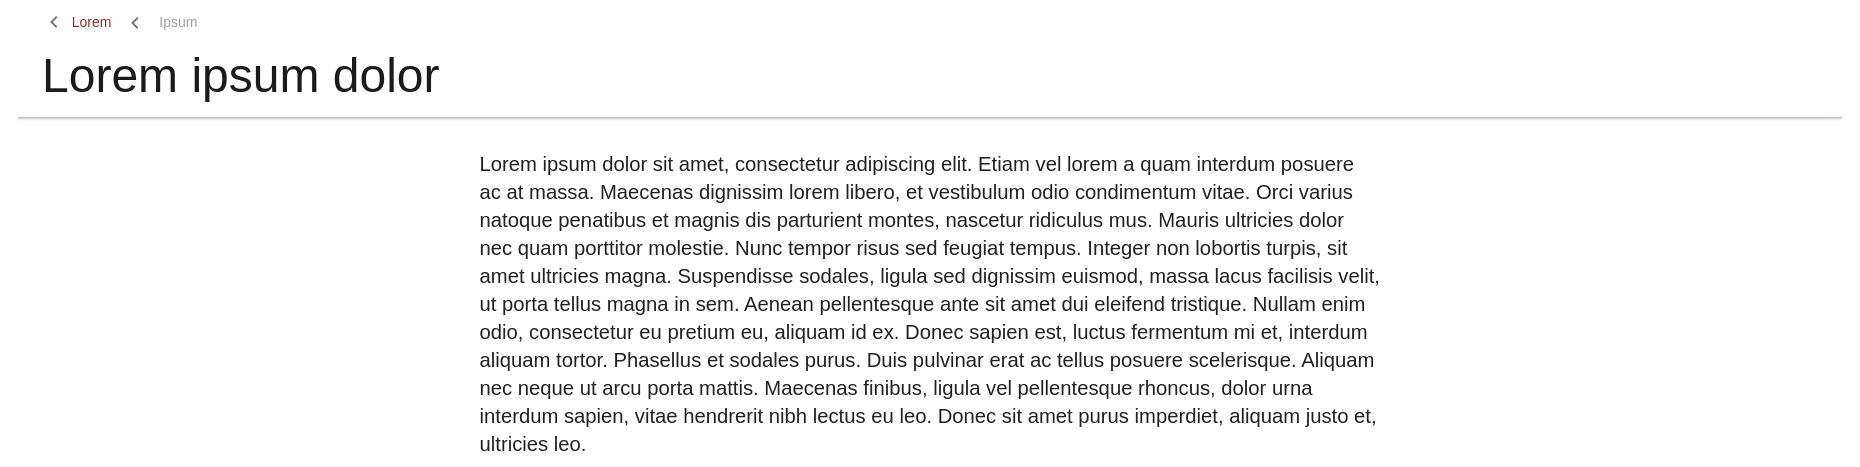 Lorem Ipsum
Lorem ipsum dolor
Lorem ipsum dolor sit amet, consectetur adipiscing elit. Etiam vel lorem a quam interdum posuere
ac at massa. Maecenas dignissim lorem libero, et vestibulum odio condimentum vitae. Orci varius
natoque penatibus et magnis dis parturient montes, nascetur ridiculus mus. Mauris ultricies dolor
nec quam porttitor molestie. Nunc tempor risus sed feugiat tempus. Integer non lobortis turpis, sit
amet ultricies magna. Suspendisse sodales, ligula sed dignissim euismod, massa lacus facilisis velit,
ut porta tellus magna in sem. Aenean pellentesque ante sit amet dui eleifend tristique. Nullam enim
odio, consectetur eu pretium eu, aliquam id ex. Donec sapien est, luctus fermentum mi et, interdum
aliquam tortor. Phasellus et sodales purus. Duis pulvinar erat ac tellus posuere scelerisque. Aliquam
nec neque ut arcu porta mattis. Maecenas finibus, ligula vel pellentesque rhoncus, dolor urna
interdum sapien, vitae hendrerit nibh lectus eu leo. Donec sit amet purus imperdiet, aliquam justo et,
ultricies leo.